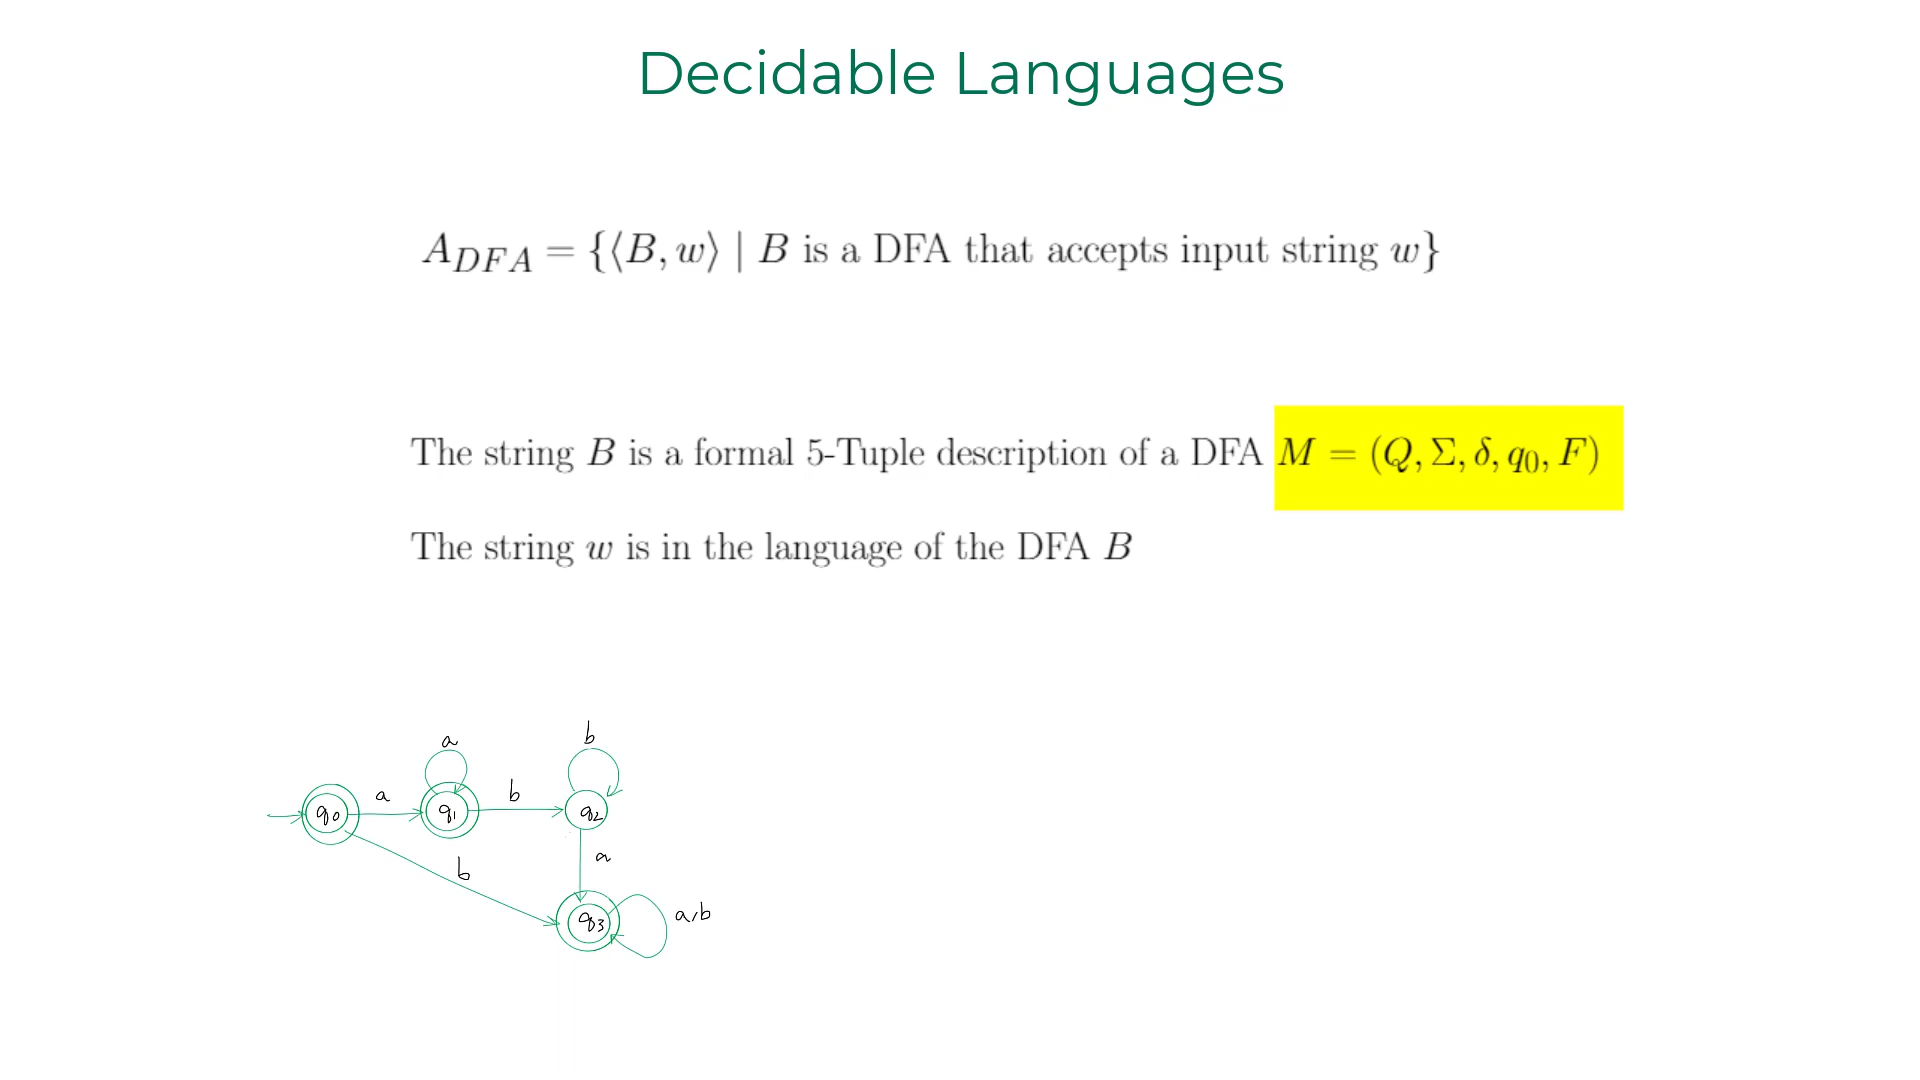 Decidable Languages
A_{DFA} = {⟨B, w⟩ | B is a DFA that accepts input string w}
The string B is a formal 5-Tuple description of a DFA M = (Q, Σ, δ, q₀, F)
The string w is in the language of the DFA B
a
b
q₀
a
q₁
b
q₂
b
a
q₃
a,b